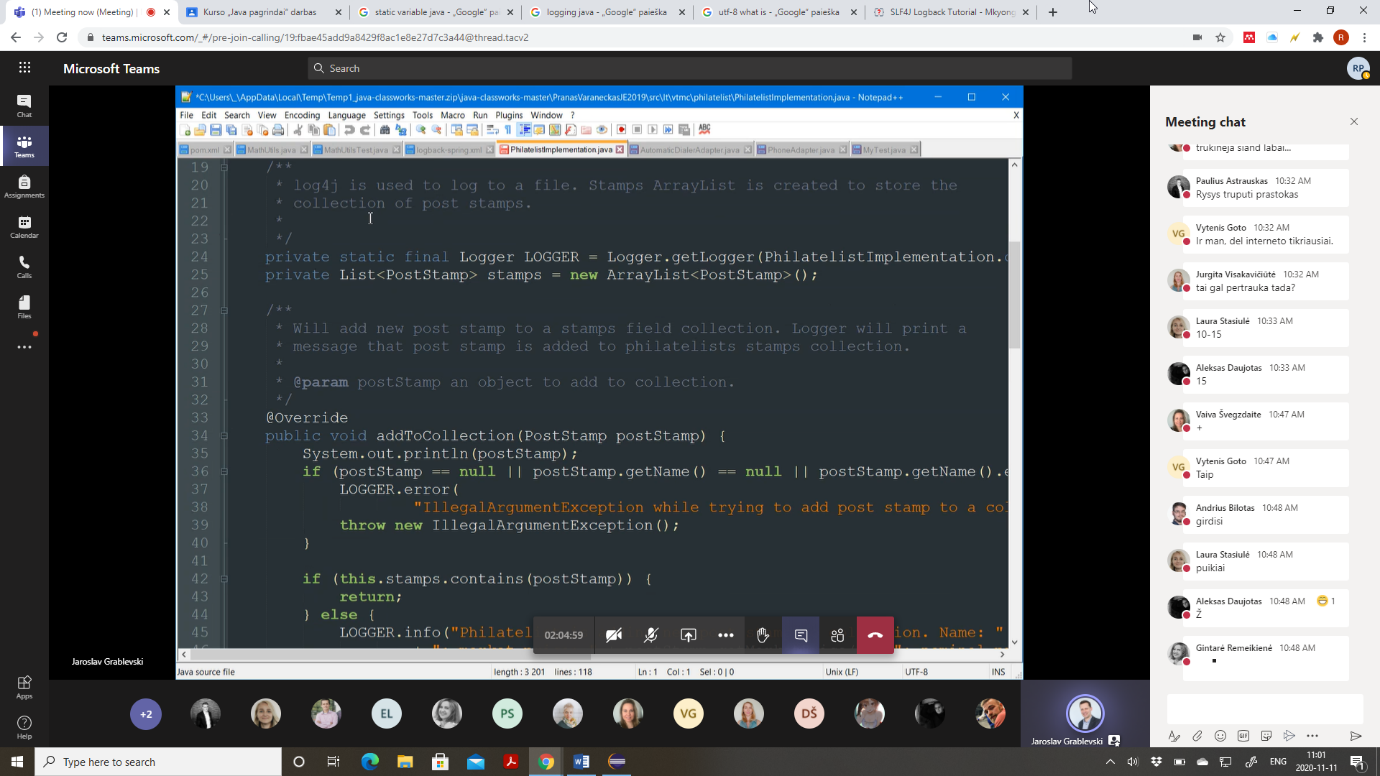 (1) Meeting now (Meeting) |
Kurso „Java pagrindai" darbas
static variable java - „Google" pai
logging java - „Google" paieška
utf-8 what is - „Google" paieška
SLF4J Logback Tutorial - Mkyong
teams.microsoft.com/_#/pre-join-calling/19:fbae45add9a8429f8ac1e8e27d7c3a44@thread.tacv2
R
Microsoft Teams
Search
RP
Chat
Teams
Assignments
Calendar
Calls
Files
Apps
Help
*C:\Users\_\AppData\Local\Temp\Temp1_java-classworks-master.zip\java-classworks-master\PranasVaraneckasJE2019\src\lt\vtmc\philatelist\PhilatelistImplementation.java - Notepad++
File Edit Search View Encoding Language Settings Tools Macro Run Plugins Window ?
X
pom.xml MathUtils.java MathUtilsTest.java logback-spring.xml PhilatelistImplementation.java AutomaticDialerAdapter.java PhoneAdapter.java MyTest.java
19 /**
20 * log4j is used to log to a file. Stamps ArrayList is created to store the
21 * collection of post stamps.
22 *
23 */
24 private static final Logger LOGGER = Logger.getLogger(PhilatelistImplementation.c
25 private List<PostStamp> stamps = new ArrayList<PostStamp>();
26
27 /**
28 * Will add new post stamp to a stamps field collection. Logger will print a
29 * message that post stamp is added to philatelists stamps collection.
30 *
31 * @param postStamp an object to add to collection.
32 */
33 @Override
34 public void addToCollection(PostStamp postStamp) {
35 System.out.println(postStamp);
36 if (postStamp == null || postStamp.getName() == null || postStamp.getName().e
37 LOGGER.error(
38 "IllegalArgumentException while trying to add post stamp to a col
39 throw new IllegalArgumentException();
40 }
41
42 if (this.stamps.contains(postStamp)) {
43 return;
44 } else {
45 LOGGER.info("Philatel ion. Name: "
02:04:59
Java source file
length : 3 201 lines : 118
Ln : 1 Col : 1 Sel : 0 | 0
Unix (LF)
UTF-8
INS
Jaroslav Grablevski
+2
EL
PS
VG
DŠ
Jaroslav Grablevski
Meeting chat
trukineja siand labai...
Paulius Astrauskas 10:32 AM
Rysys truputi prastokas
VG
Vytenis Goto 10:32 AM
Ir man. del interneto tikriausiai.
Jurgita Visakavičiūtė 10:32 AM
tai gal pertrauka tada?
Laura Stasiulė 10:33 AM
10-15
Aleksas Daujotas 10:33 AM
15
Vaiva Švegzdaite 10:47 AM
+
VG
Vytenis Goto 10:47 AM
Taip
Andrius Bilotas 10:48 AM
girdisi
Laura Stasiulė 10:48 AM
puikiai
Aleksas Daujotas 10:48 AM 1
Ž
Gintarė Remeikienė 10:48 AM
Type here to search
ENG
11:01
2020-11-11
1